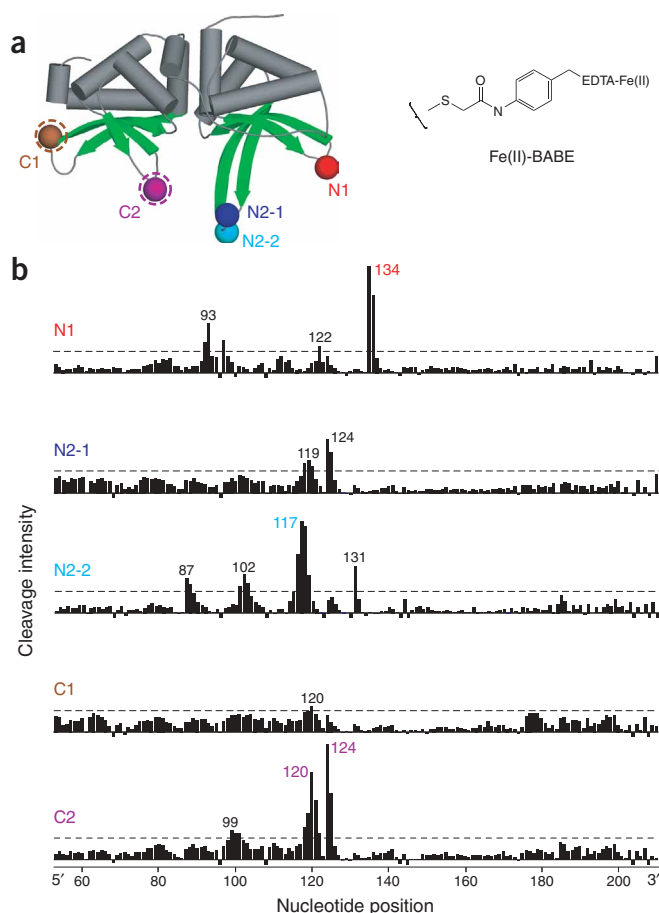 a
C1
C2
N2-1
N2-2
N1
O
S
N
EDTA-Fe(II)
Fe(II)-BABE
b
N1
93
122
134
N2-1
119
124
N2-2
87
102
117
131
C1
120
C2
99
120
124
Cleavage intensity
5′ 60 80 100 120 140 160 180 200 3′
Nucleotide position